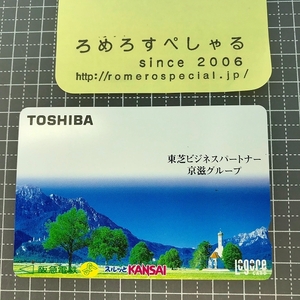 ろめろすぺしゃる
since 2006
http://romerospecial.jp/
TOSHIBA
東芝ビジネスパートナー
京滋グループ
阪急電鉄 スルッとKANSAI